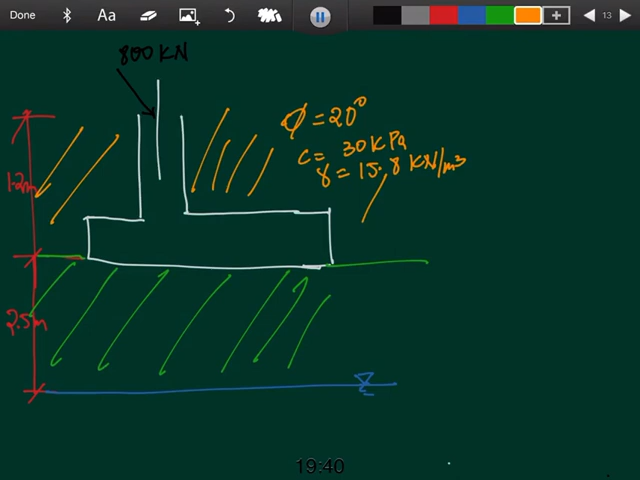 Done
Aa
13
800 KN
ϕ = 20°
c = 30 KPa
γ = 15.8 KN/m³
1.2m
2.5m
19:40